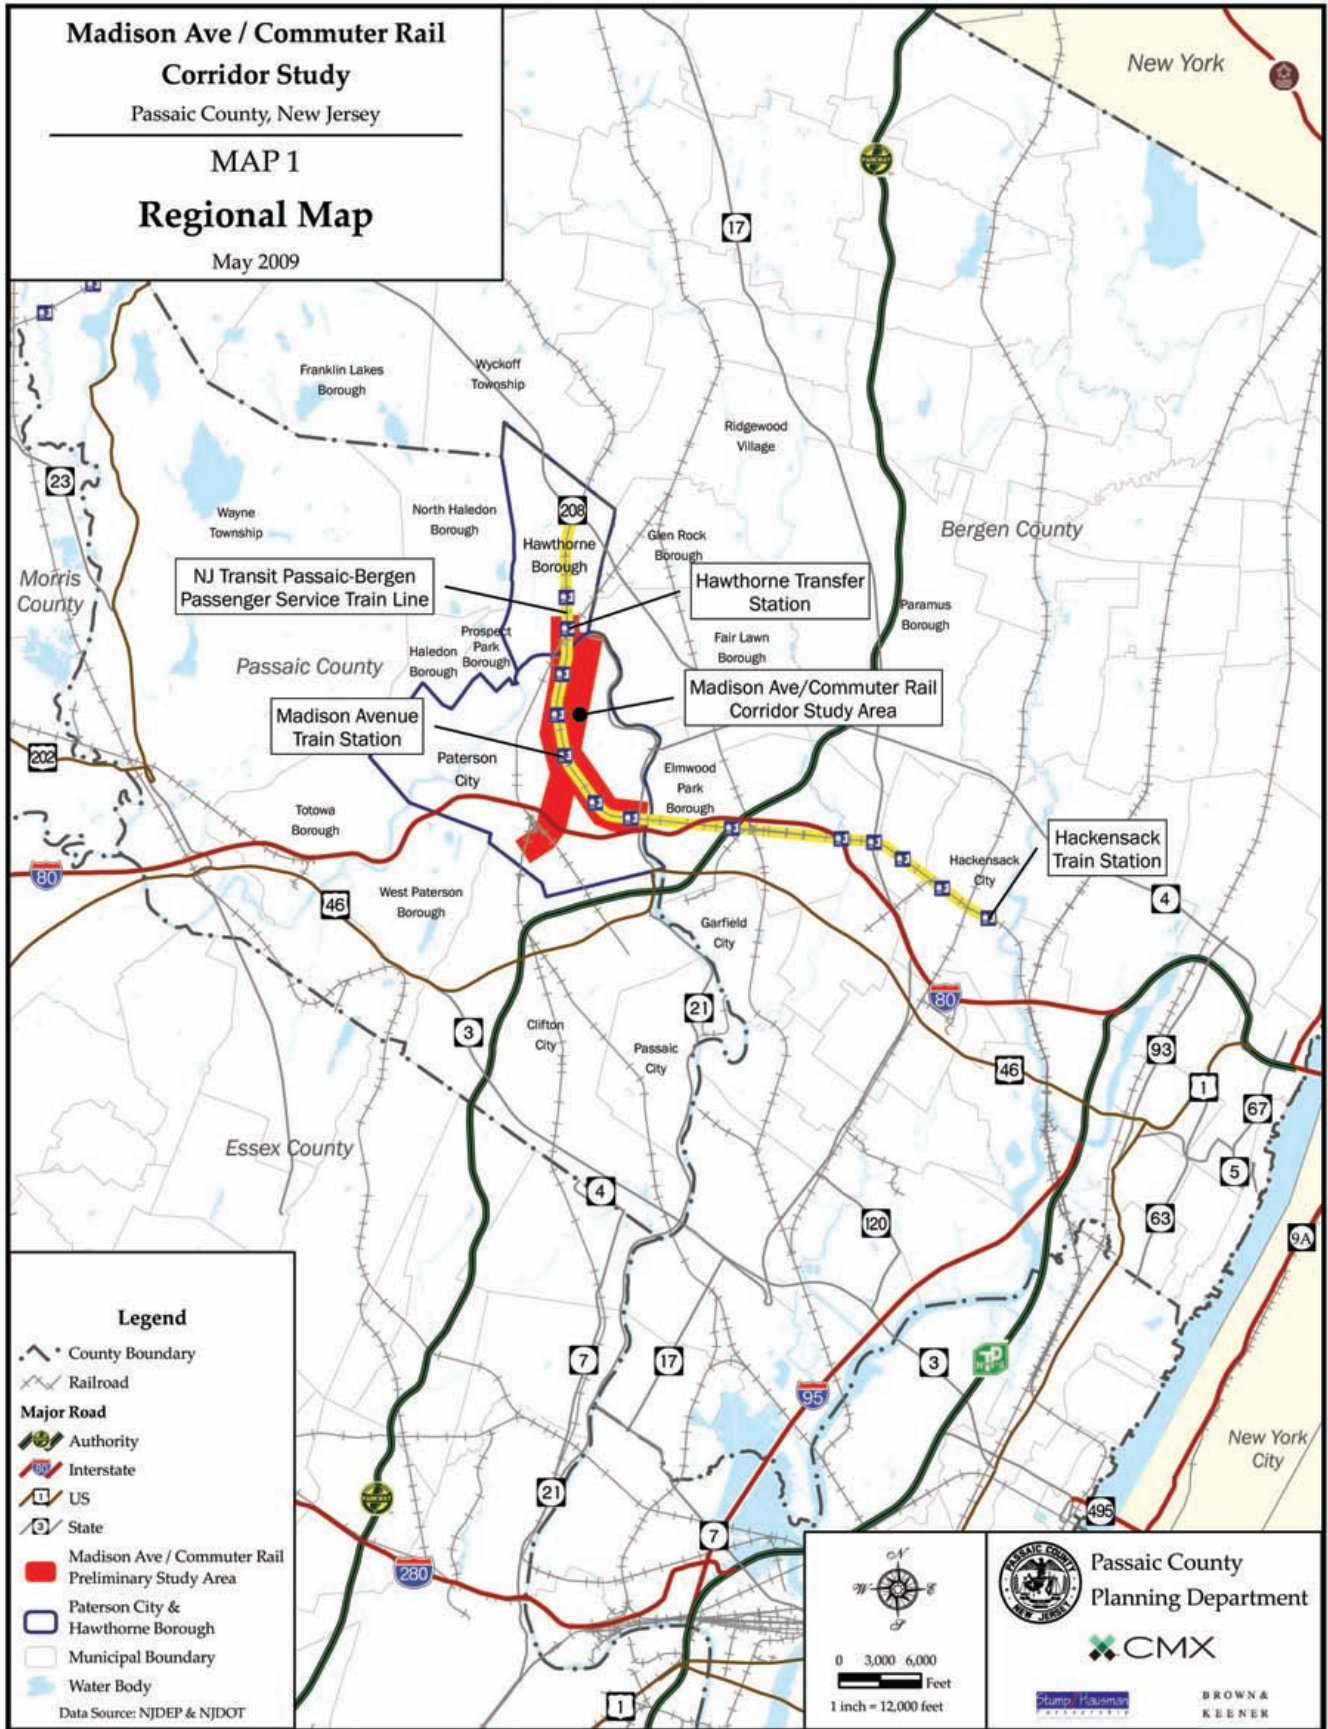 Madison Ave / Commuter Rail
Corridor Study
Passaic County, New Jersey
MAP 1
Regional Map
May 2009
New York
17
Franklin Lakes
Borough
Wyckoff
Township
Ridgewood
Village
23
Wayne
Township
North Haledon
Borough
208
Hawthorne
Borough
Glen Rock
Borough
Bergen County
Morris
County
NJ Transit Passaic-Bergen
Passenger Service Train Line
Hawthorne Transfer
Station
Paramus
Borough
Passaic County
Haledon
Borough
Prospect
Park
Borough
Fair Lawn
Borough
Madison Ave/Commuter Rail
Corridor Study Area
Madison Avenue
Train Station
202
Paterson
City
Elmwood
Park
Borough
Totowa
Borough
Hackensack
Train Station
Hackensack
City
80
46
West Paterson
Borough
4
Garfield
City
80
21
3
Clifton
City
Passaic
City
93
46
1
67
Essex County
5
4
120
63
9A
7
17
3
95
New York
City
21
495
7
280
1
Legend
County Boundary
Railroad
Major Road
Authority
80
Interstate
1
US
3
State
Madison Ave / Commuter Rail
Preliminary Study Area
Paterson City &
Hawthorne Borough
Municipal Boundary
Water Body
Data Source: NJDEP & NJDOT
N
W
E
S
0 3,000 6,000
Feet
1 inch = 12,000 feet
PASSAIC COUNTY
NEW JERSEY
Passaic County
Planning Department
CMX
Stump/Hausman
Partnership
BROWN &
KEENER